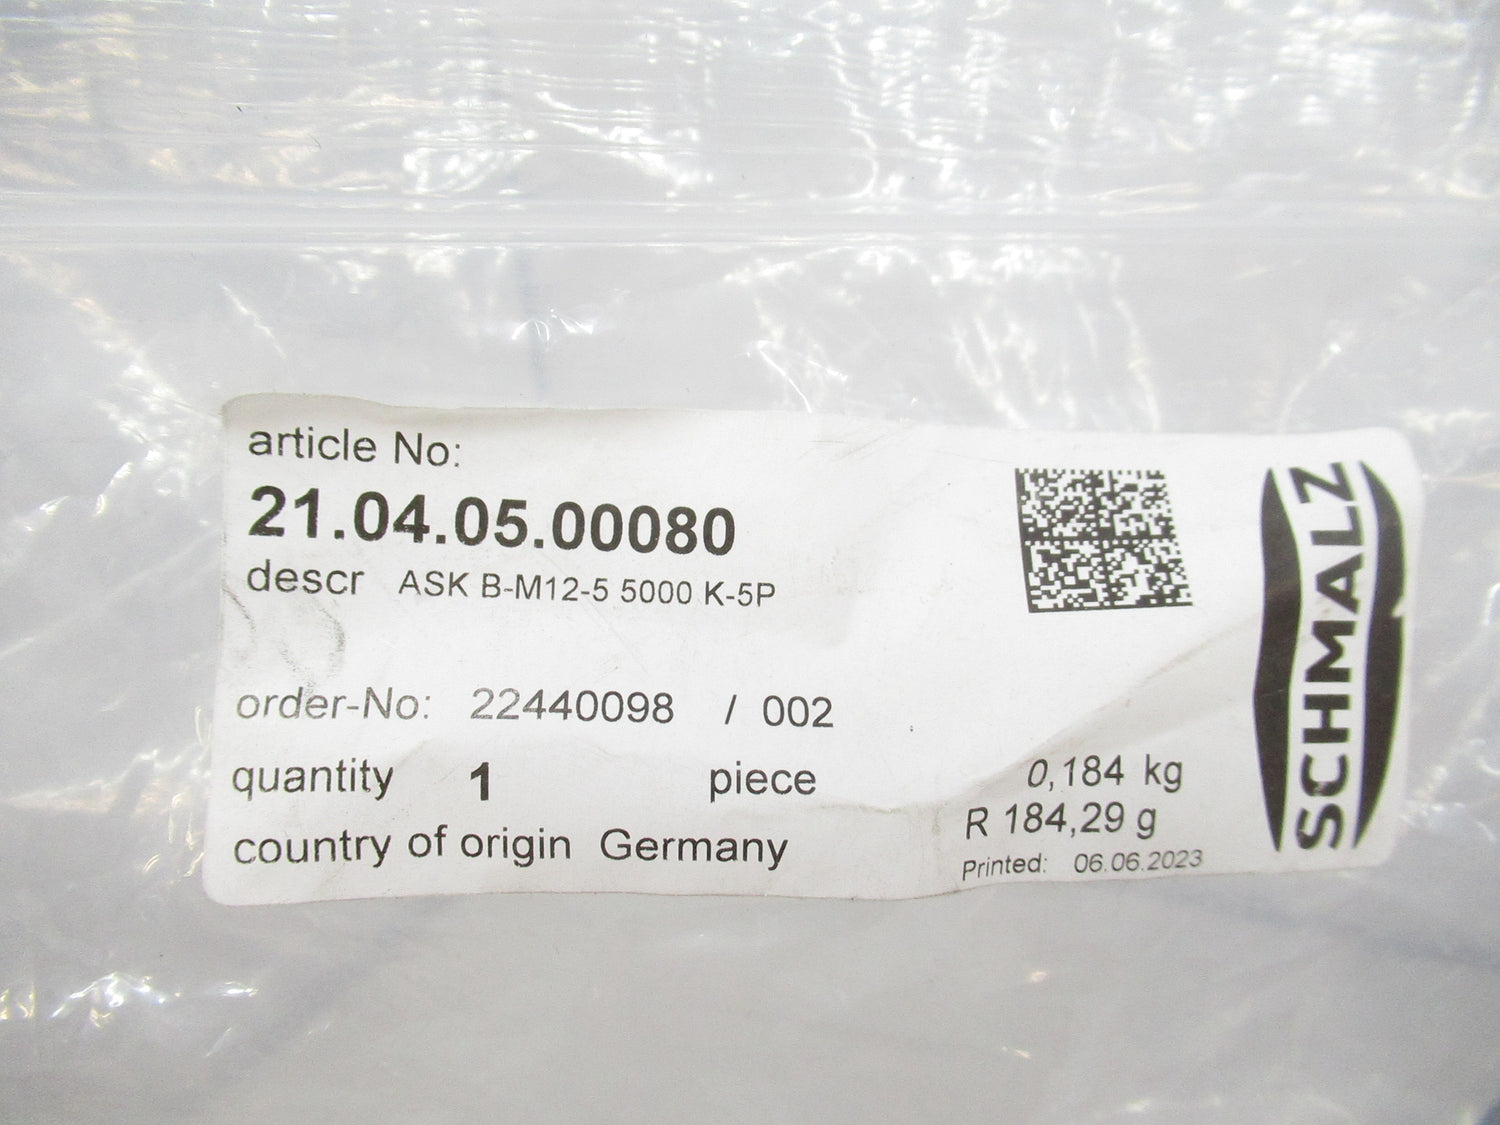 article No:
21.04.05.00080
descr ASK B-M12-5 5000 K-5P
order-No: 22440098 / 002
quantity 1 piece
country of origin Germany
0,184 kg
R 184,29 g
Printed: 06.06.2023
SCHMALZ